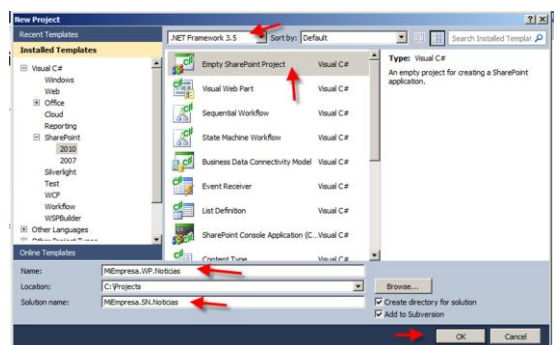 New Project
Recent Templates
.NET Framework 3.5
Sort by: Default
Search Installed Templat
Installed Templates
Visual C#
Windows
Web
Office
Cloud
Reporting
SharePoint
2010
2007
Silverlight
Test
WCF
Workflow
WSPBuilder
Other Languages
Other Project Types
Online Templates
Empty SharePoint Project Visual C#
Visual Web Part Visual C#
Sequential Workflow Visual C#
State Machine Workflow Visual C#
Business Data Connectivity Model Visual C#
Event Receiver Visual C#
List Definition Visual C#
SharePoint Console Application (C... Visual C#
Content Type Visual C#
Type: Visual C#
An empty project for creating a SharePoint
application.
Name: MiEmpresa.WP.Noticias
Location: C:\Projects
Browse...
Solution name: MiEmpresa.SN.Noticias
Create directory for solution
Add to Subversion
OK
Cancel